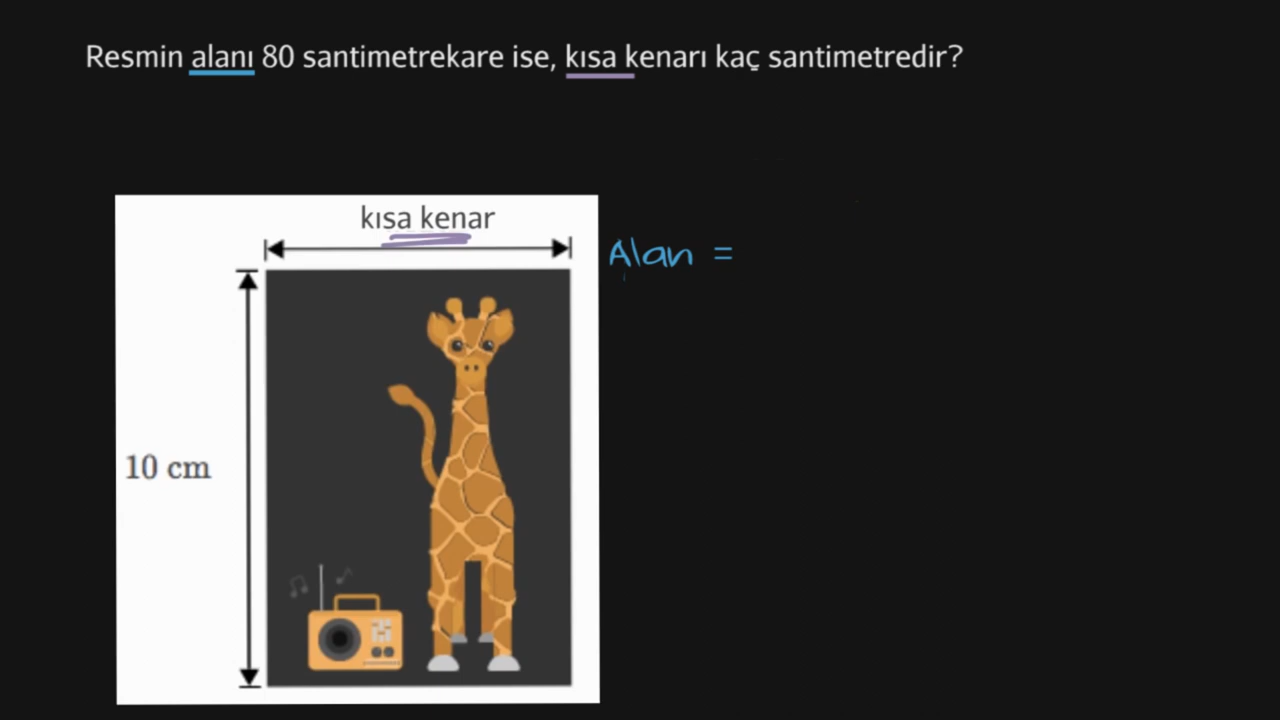 Resmin alanı 80 santimetrekare ise, kısa kenarı kaç santimetredir?
kısa kenar
Alan =
10 cm